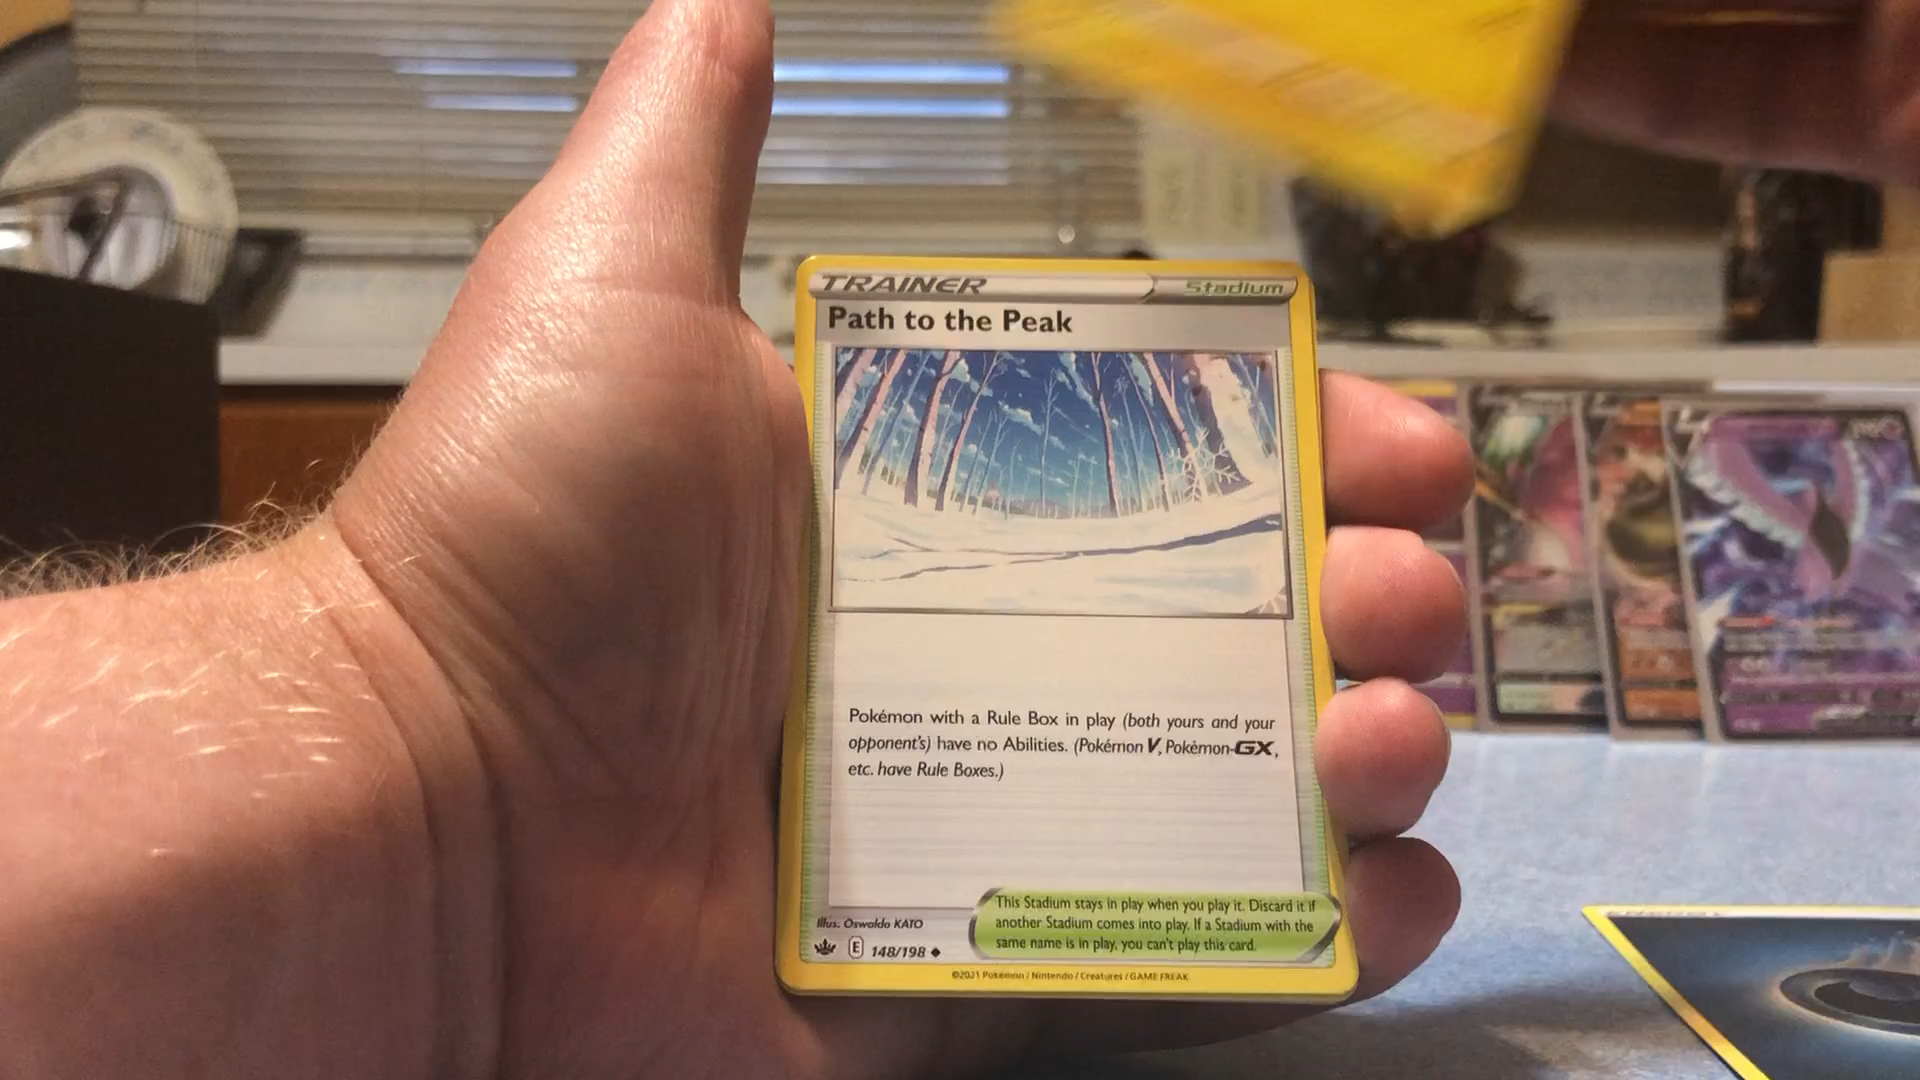 TRAINER
Stadium
Path to the Peak
Pokémon with a Rule Box in play (both yours and your
opponent's) have no Abilities. (Pokémon V, Pokémon-GX,
etc. have Rule Boxes.)
This Stadium stays in play when you play it. Discard it if
another Stadium comes into play. If a Stadium with the
same name is in play, you can't play this card.
Illus. Oswaldo KATO
E 148/198
©2021 Pokémon / Nintendo / Creatures / GAME FREAK